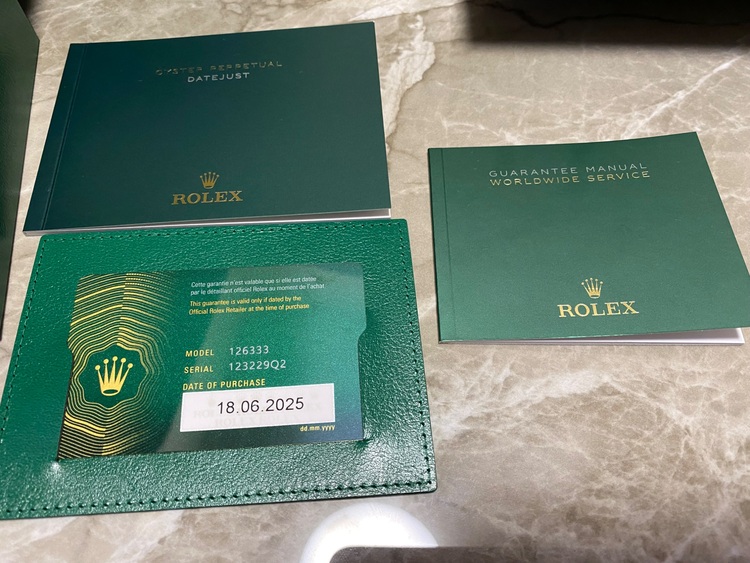 OYSTER PERPETUAL
DATEJUST
ROLEX
GUARANTEE MANUAL
WORLDWIDE SERVICE
ROLEX
Cette garantie n'est valable que si elle est datée
par le détaillant officiel Rolex au moment de l'achat
This guarantee is valid only if dated by the
Official Rolex Retailer at the time of purchase
MODEL 126333
SERIAL 123229Q2
DATE OF PURCHASE
18.06.2025
dd.mm.yyyy